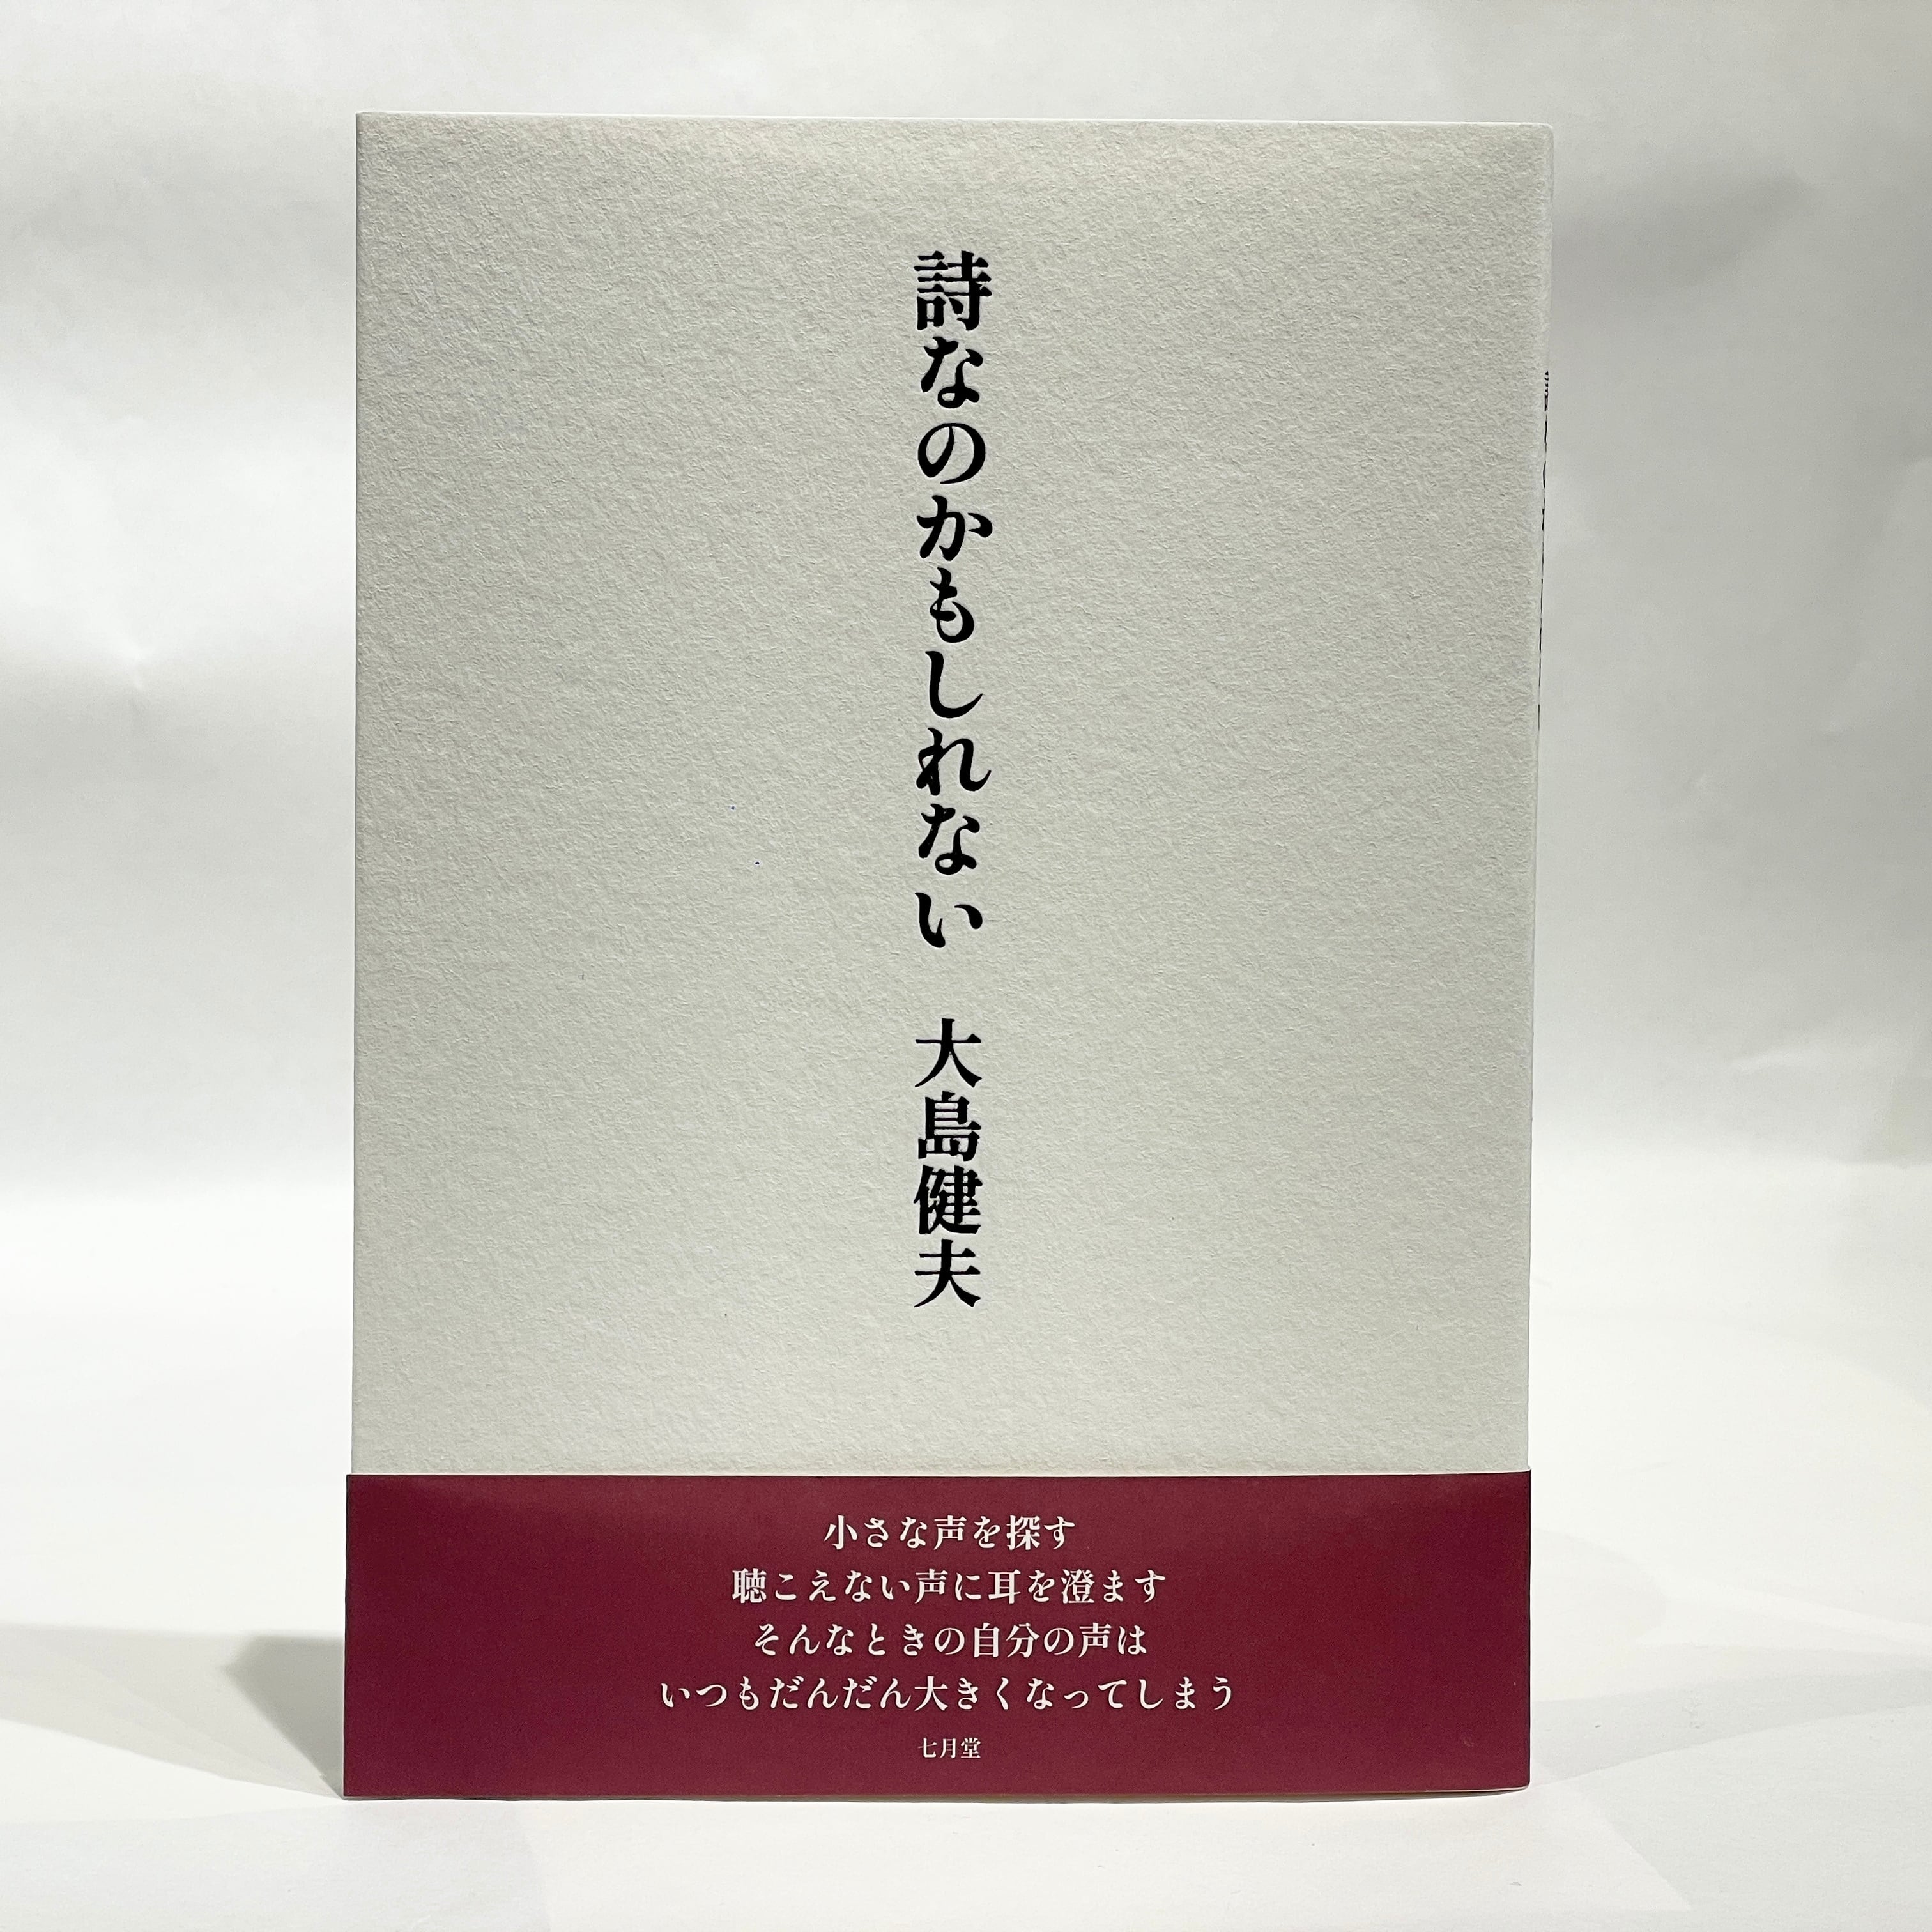 詩なのかもしれない 大島健夫
小さな声を探す
聴こえない声に耳を澄ます
そんなときの自分の声は
いつもだんだん大きくなってしまう
七月堂